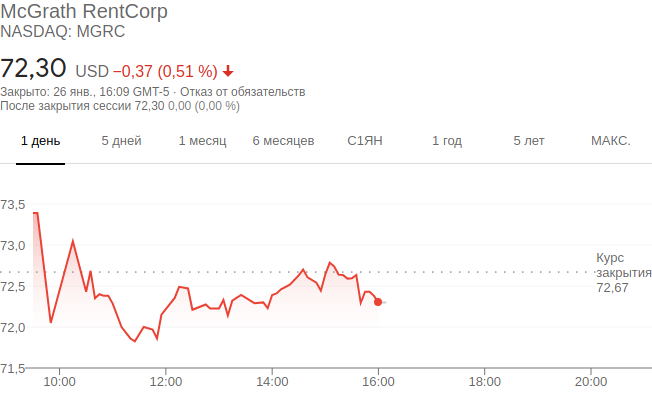 McGrath RentCorp
NASDAQ: MGRC
72,30 USD −0,37 (0,51 %)
Закрыто: 26 янв., 16:09 GMT-5 · Отказ от обязательств
После закрытия сессии 72,30 0,00 (0,00 %)
1 день 5 дней 1 месяц 6 месяцев С1ЯН 1 год 5 лет МАКС.
73,5
73,0
Курс
закрытия
72,67
72,5
72,0
71,5
10:00 12:00 14:00 16:00 18:00 20:00